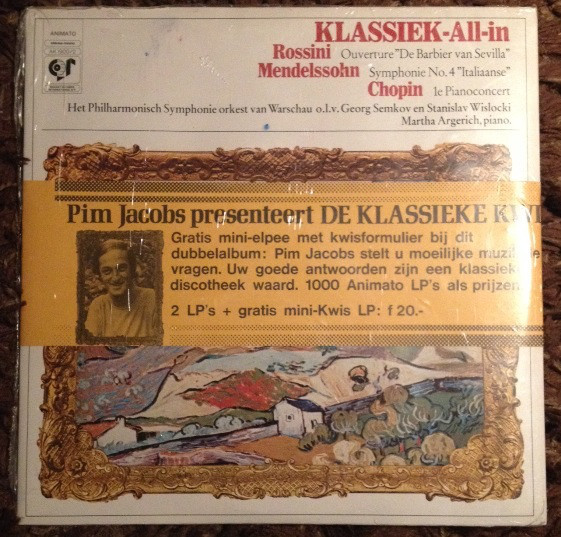 ANIMATO
KLASSIEK-All-in
Rossini Ouverture "De Barbier van Sevilla"
Mendelssohn Symphonie No. 4 "Italiaanse"
Chopin 1e Pianoconcert
Het Philharmonisch Symphonie orkest van Warschau o.l.v. Georg Semkov en Stanislav Wislocki
Martha Argerich, piano.
Pim Jacobs presenteert DE KLASSIEKE
Gratis mini-elpee met kwisformulier bij dit
dubbelalbum: Pim Jacobs stelt u moeilijke
vragen. Uw goede antwoorden zijn een klassiek
discotheek waard. 1000 Animato LP's als prijzen
2 LP's + gratis mini-Kwis LP: f 20.-